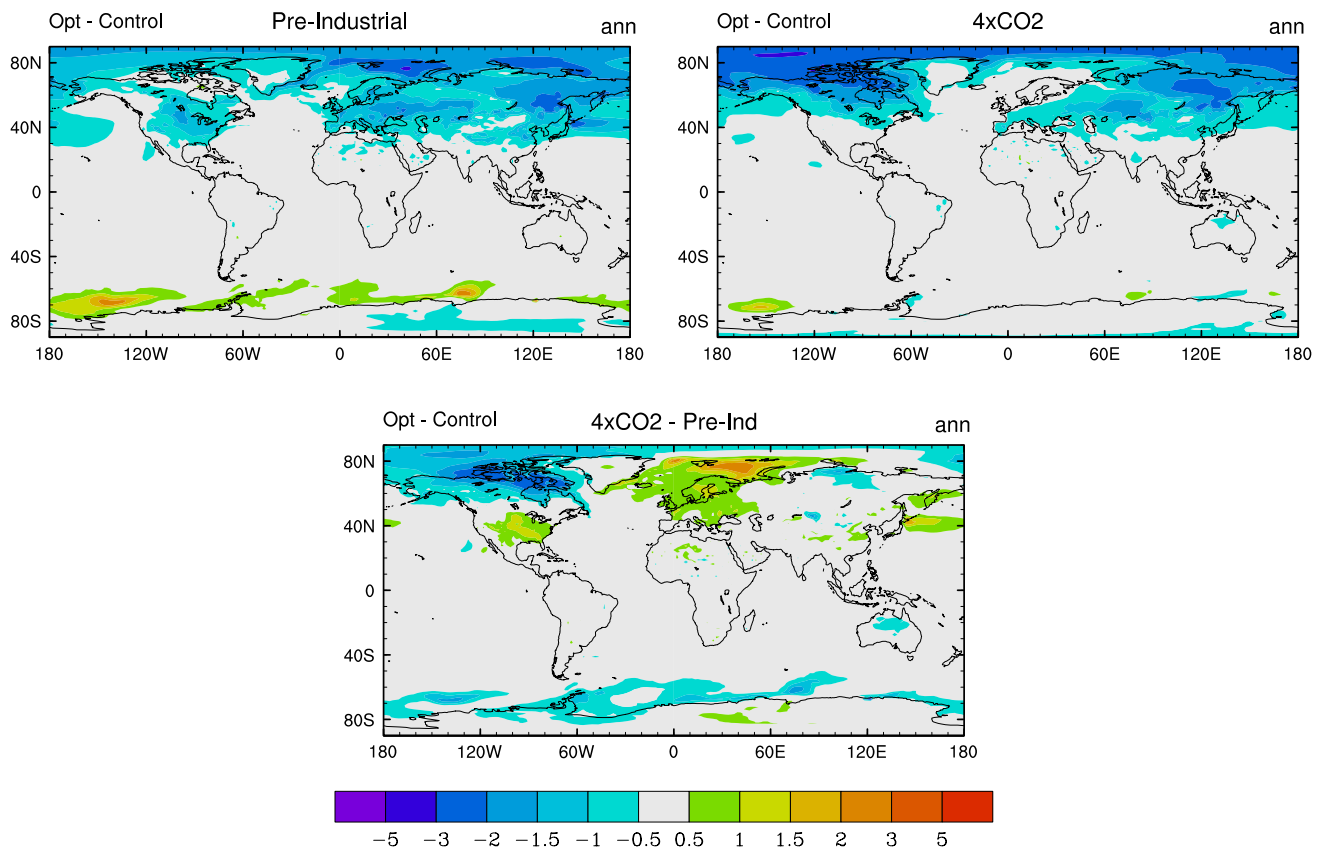 Opt - Control Pre-Industrial ann
80N
40N
0
40S
80S
180 120W 60W 0 60E 120E 180
Opt - Control 4xCO2 ann
80N
40N
0
40S
80S
180 120W 60W 0 60E 120E 180
Opt - Control 4xCO2 - Pre-Ind ann
80N
40N
0
40S
80S
180 120W 60W 0 60E 120E 180
−5 −3 −2 −1.5 −1 −0.5 0.5 1 1.5 2 3 5